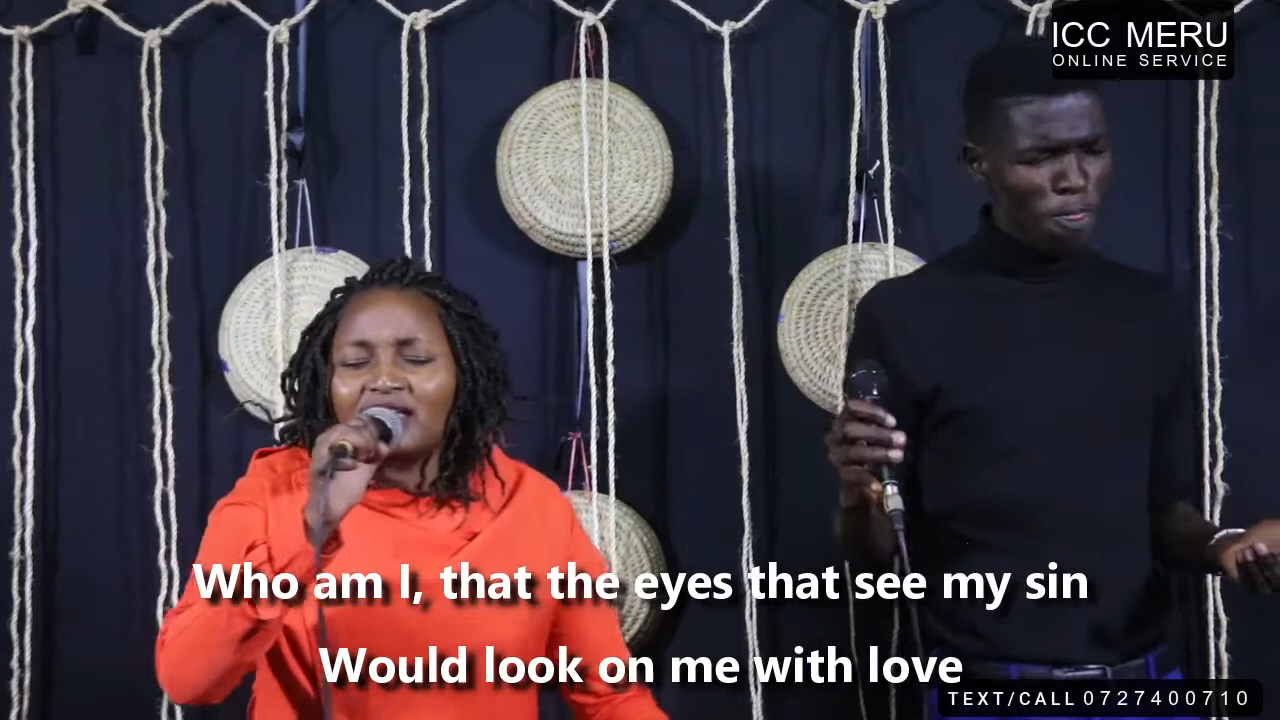 ICC MERU
ONLINE SERVICE
Who am I, that the eyes that see my sin
Would look on me with love
TEXT/CALL 0727400710